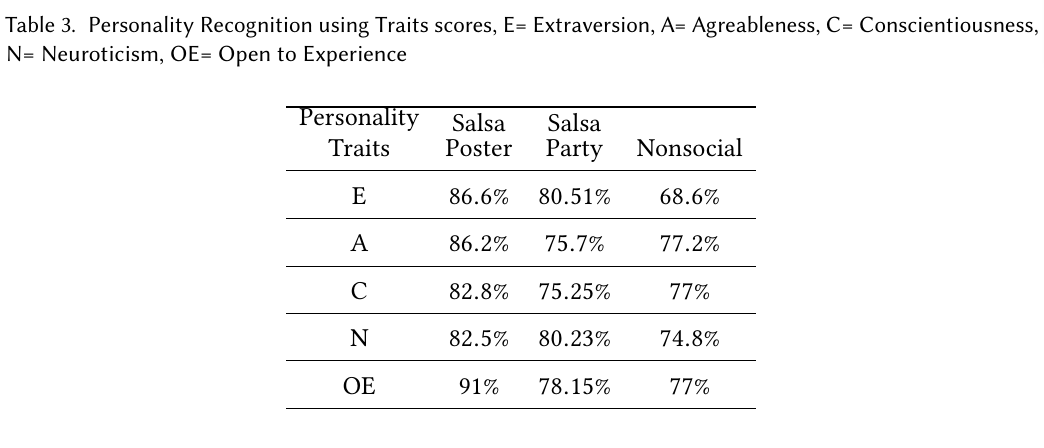 Table 3. Personality Recognition using Traits scores, E= Extraversion, A= Agreableness, C= Conscientiousness,
N= Neuroticism, OE= Open to Experience
Personality Traits Salsa Poster Salsa Party Nonsocial
E 86.6% 80.51% 68.6%
A 86.2% 75.7% 77.2%
C 82.8% 75.25% 77%
N 82.5% 80.23% 74.8%
OE 91% 78.15% 77%